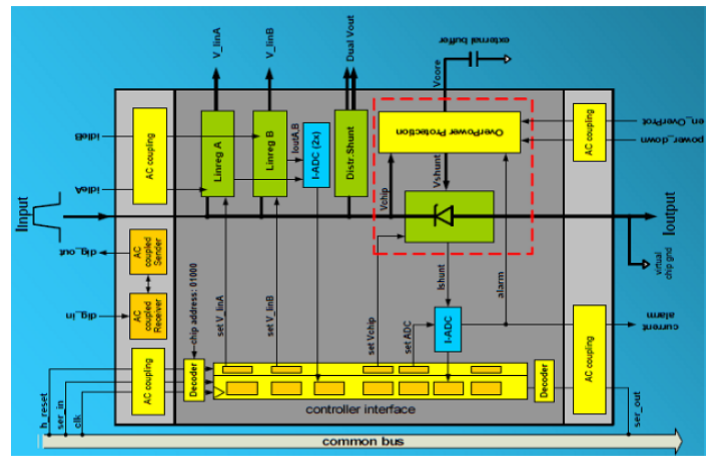 V_linA
V_linB
Dual Vout
Vcore
external buffer
idleB
idleA
AC coupling
Linreg A
Linreg B
IoutA,B
I-ADC (2x)
Distr.Shunt
OverPower Protection
AC coupling
en_OverProt
power_down
Vchip
Vshunt
Iinput
Ioutput
virtual
chip gnd
dig_out
AC
coupled
Sender
dig_in
AC
coupled
Receiver
chip address: 01000
set V_linA
set V_linB
set Vchip
set ADC
Ishunt
I-ADC
alarm
current
alarm
AC coupling
Decoder
Decoder
AC coupling
controller interface
h_reset
ser_in
clk
ser_out
common bus